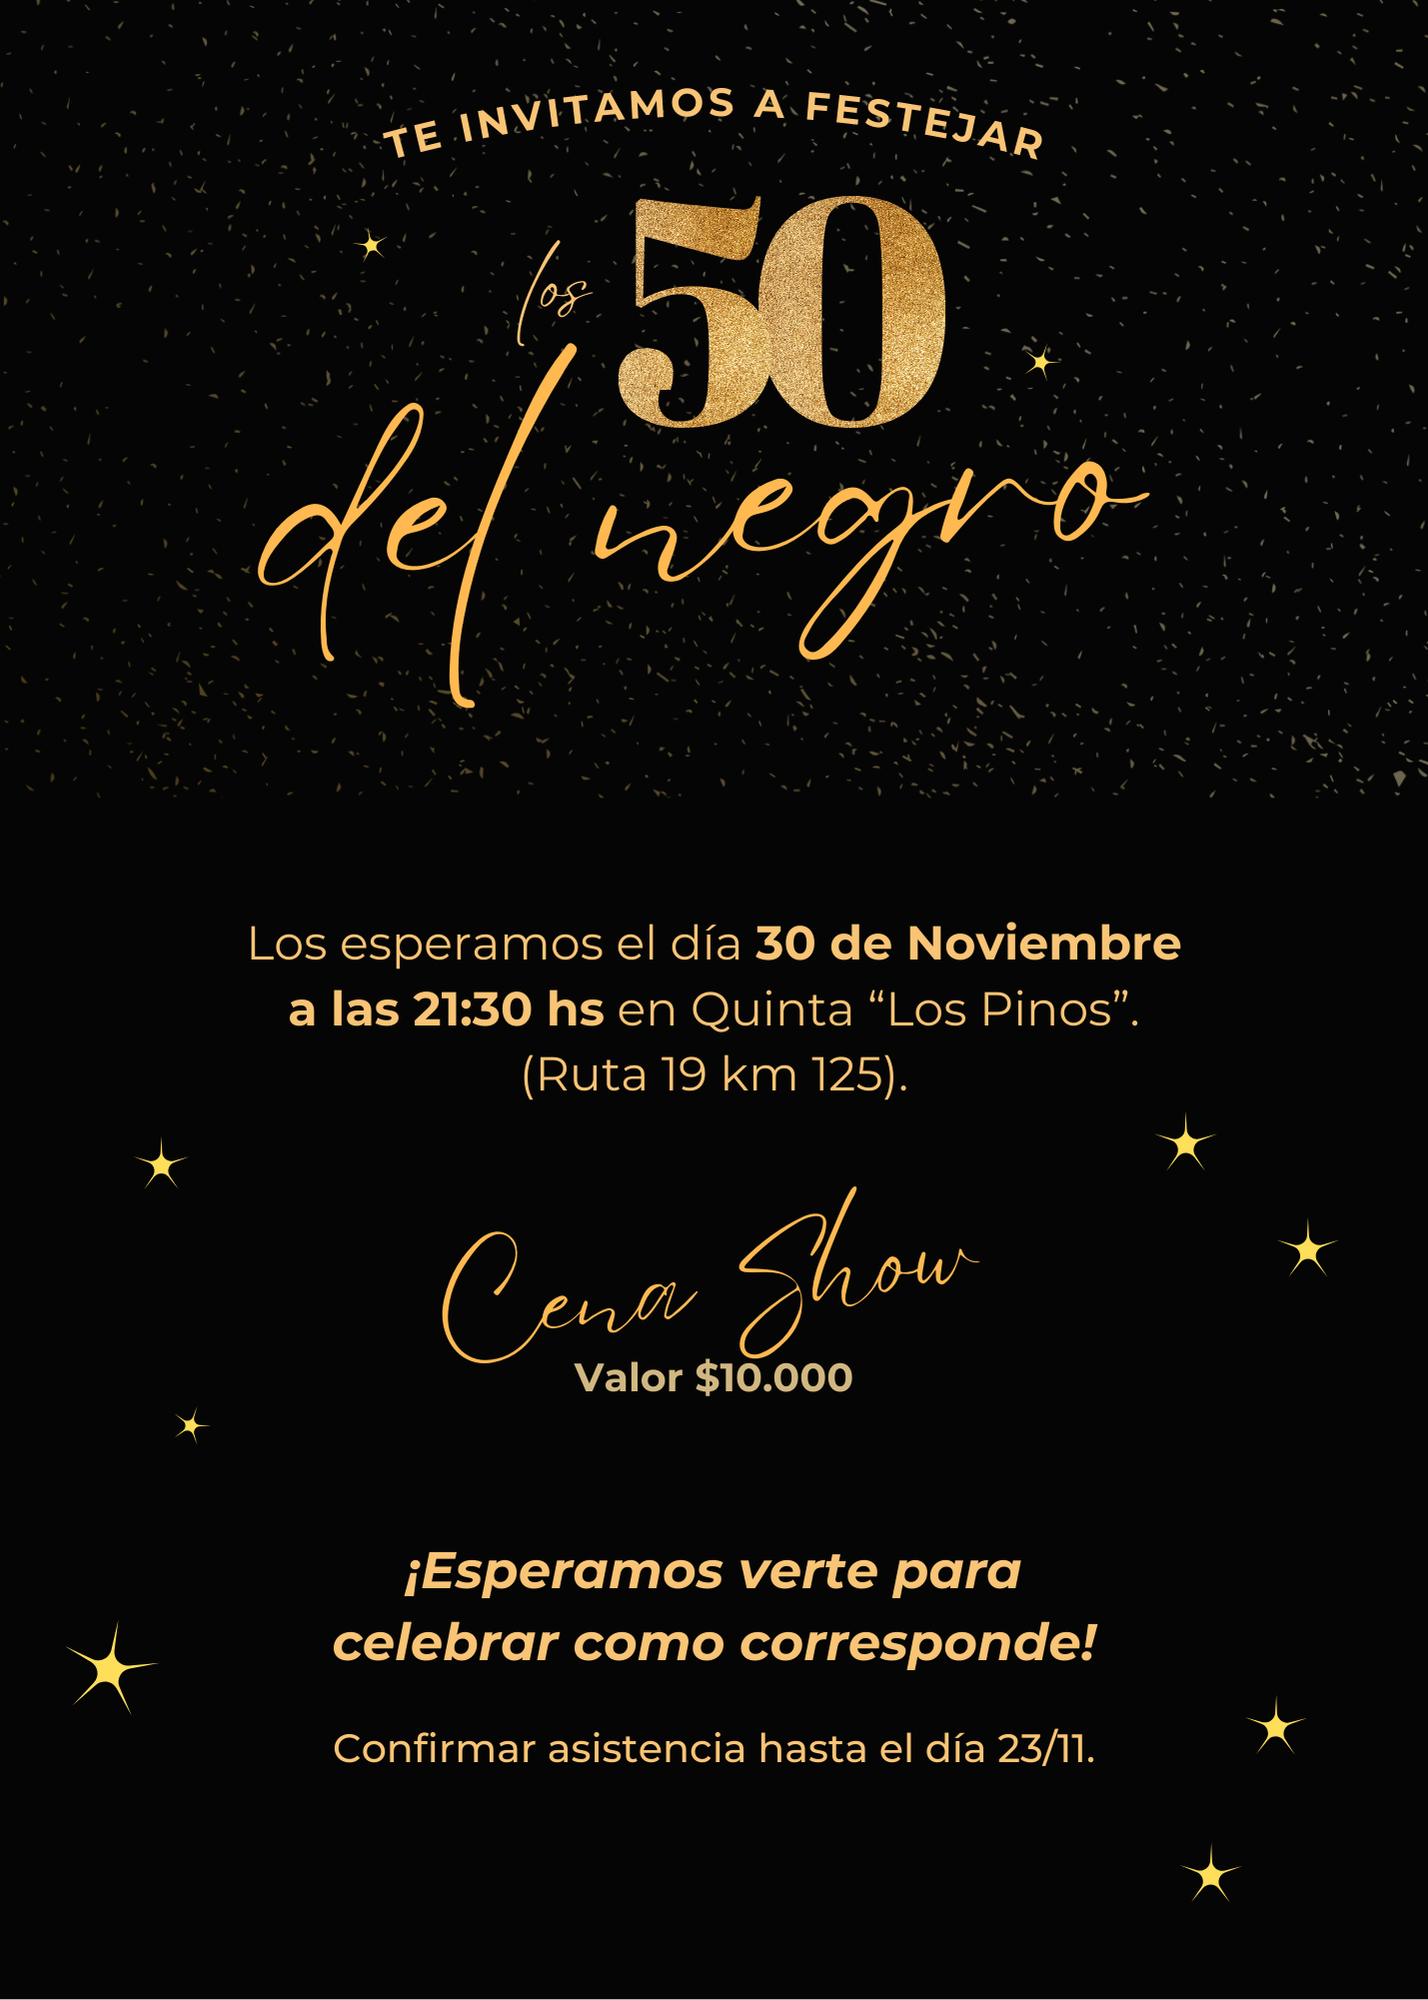 TE INVITAMOS A FESTEJAR
los 50
del negro
Los esperamos el día 30 de Noviembre
a las 21:30 hs en Quinta “Los Pinos”.
(Ruta 19 km 125).
Cena Show
Valor $10.000
¡Esperamos verte para
celebrar como corresponde!
Confirmar asistencia hasta el día 23/11.